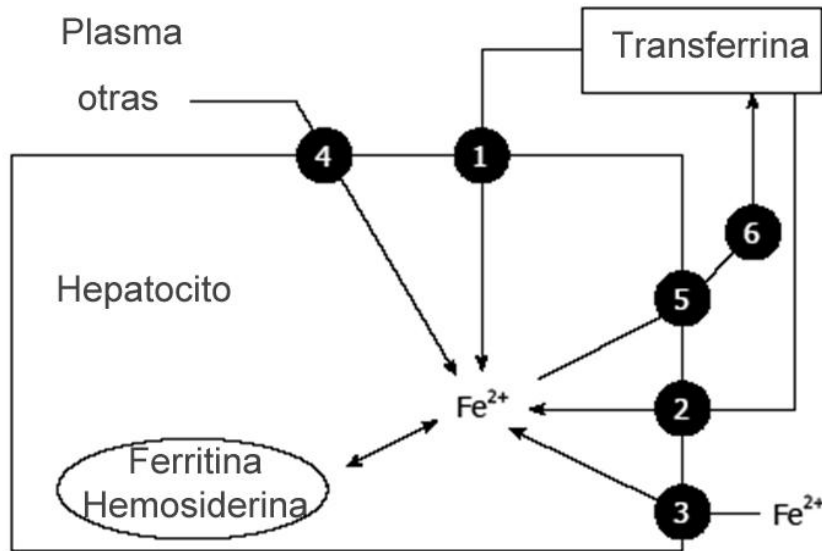 Plasma
Transferrina
otras
4
1
6
Hepatocito
5
Fe²⁺
2
Ferritina
Hemosiderina
3
Fe²⁺